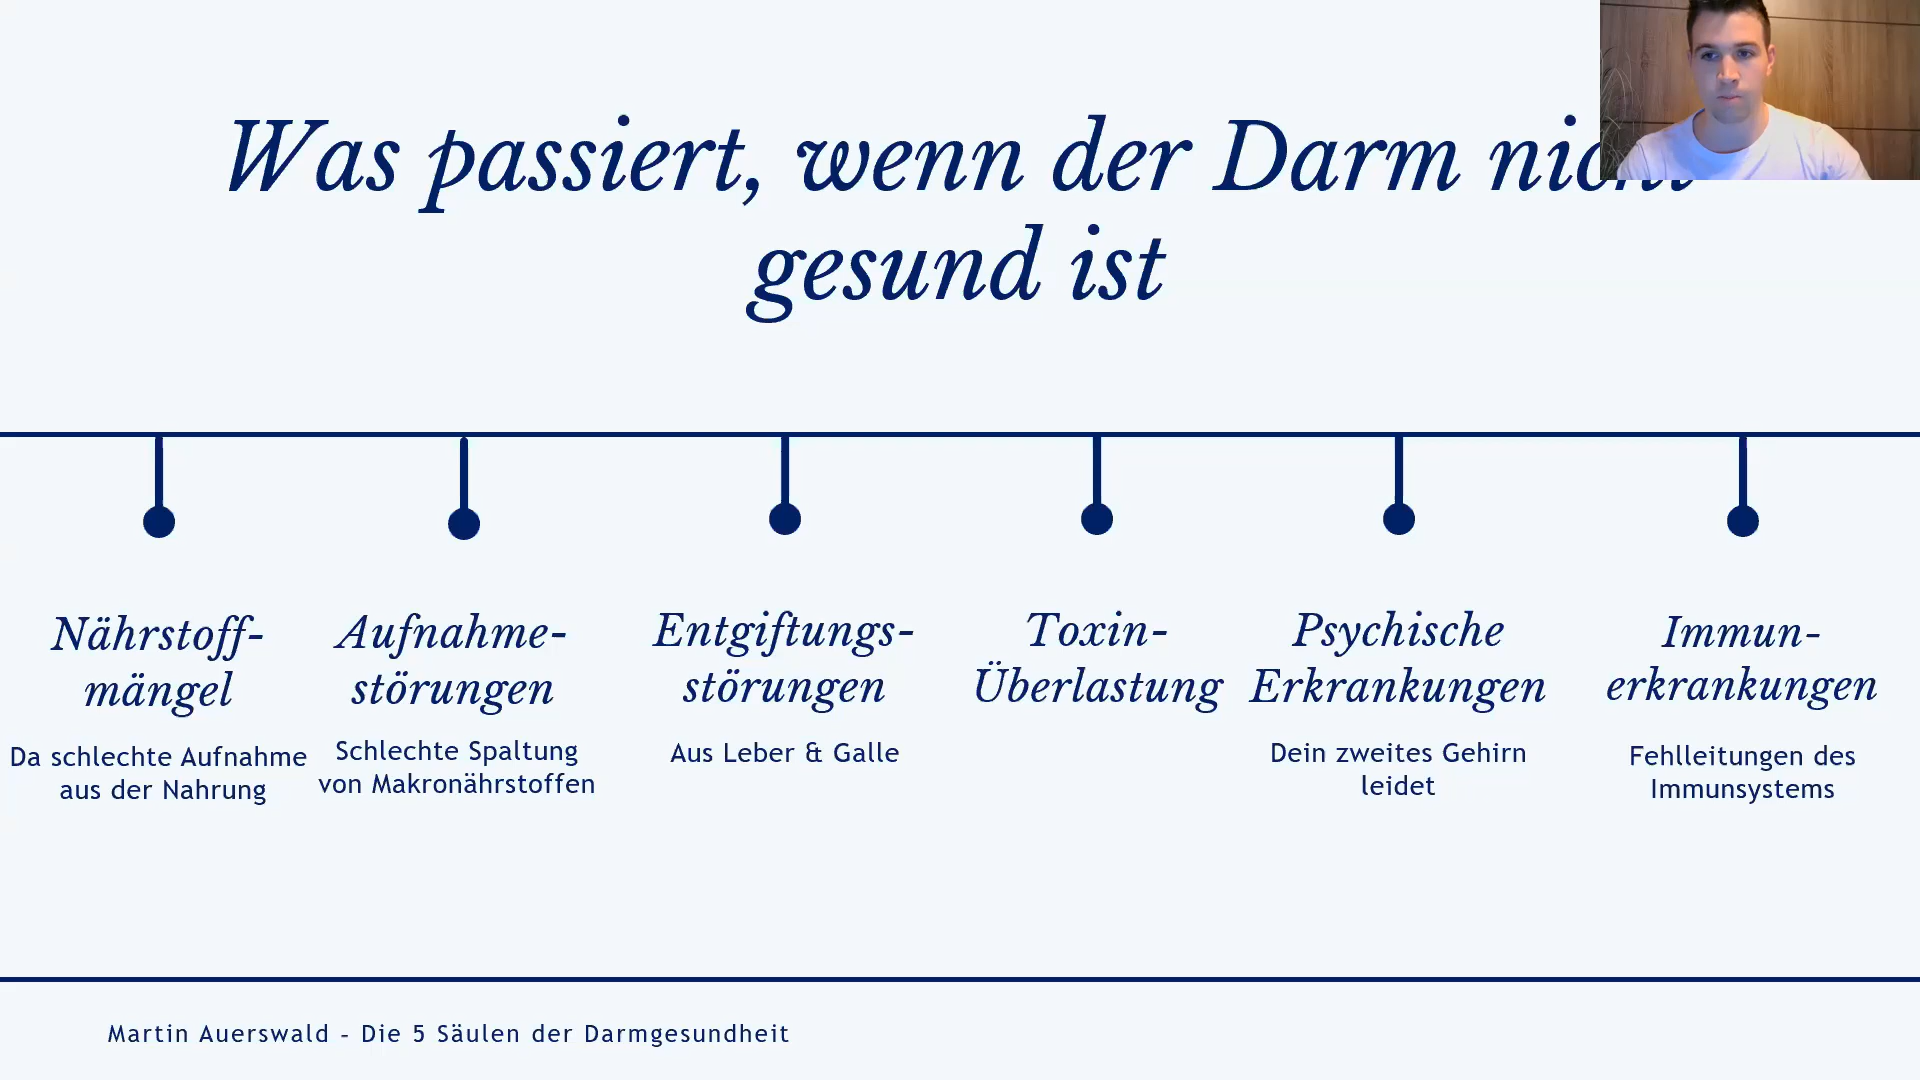 Was passiert, wenn der Darm nicht
gesund ist
Nährstoff-
mängel
Da schlechte Aufnahme
aus der Nahrung
Aufnahme-
störungen
Schlechte Spaltung
von Makronährstoffen
Entgiftungs-
störungen
Aus Leber & Galle
Toxin-
Überlastung
Psychische
Erkrankungen
Dein zweites Gehirn
leidet
Immun-
erkrankungen
Fehlleitungen des
Immunsystems
Martin Auerswald – Die 5 Säulen der Darmgesundheit